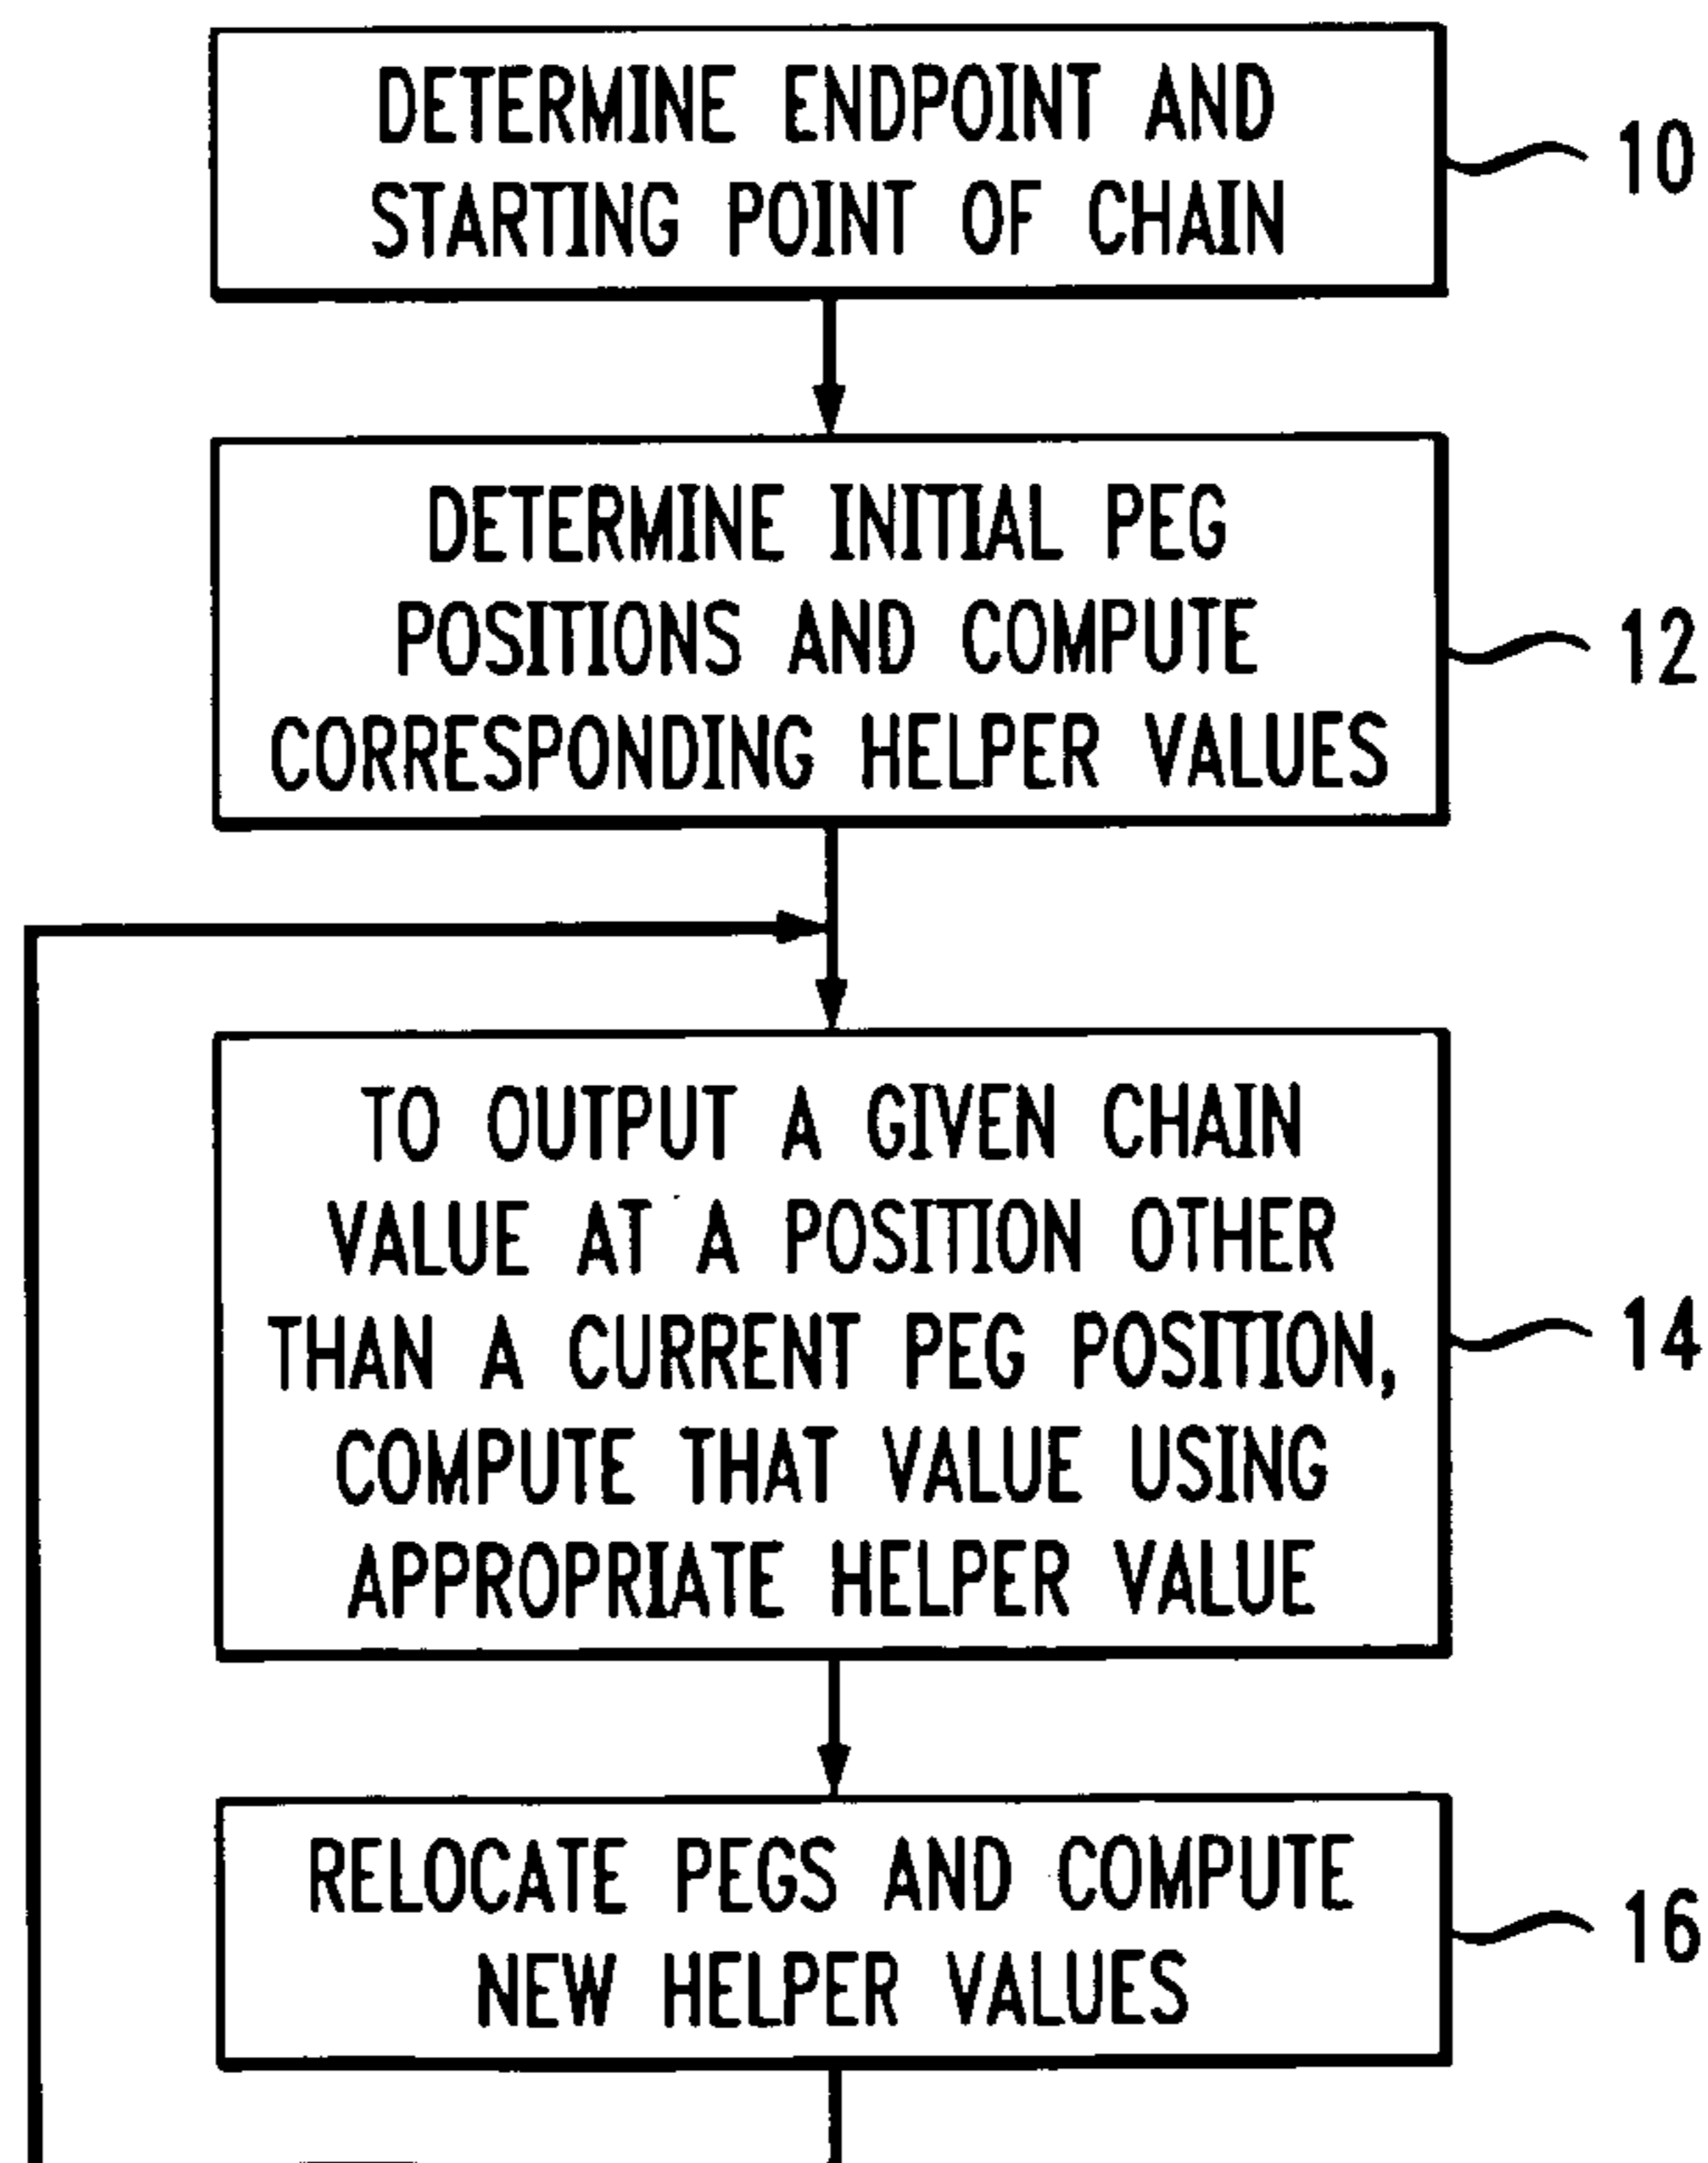 DETERMINE ENDPOINT AND
STARTING POINT OF CHAIN
10
DETERMINE INITIAL PEG
POSITIONS AND COMPUTE
CORRESPONDING HELPER VALUES
12
TO OUTPUT A GIVEN CHAIN
VALUE AT A POSITION OTHER
THAN A CURRENT PEG POSITION,
COMPUTE THAT VALUE USING
APPROPRIATE HELPER VALUE
14
RELOCATE PEGS AND COMPUTE
NEW HELPER VALUES
16